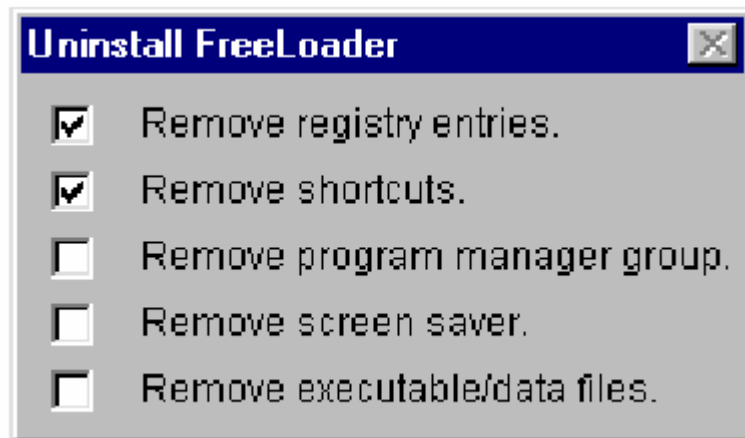 Uninstall FreeLoader
Remove registry entries.
Remove shortcuts.
Remove program manager group.
Remove screen saver.
Remove executable/data files.